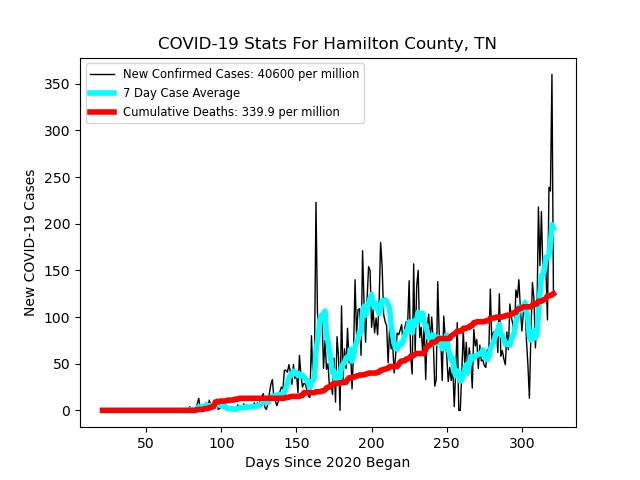 COVID-19 Stats For Hamilton County, TN
New Confirmed Cases: 40600 per million
7 Day Case Average
Cumulative Deaths: 339.9 per million
350
300
250
200
150
100
50
0
New COVID-19 Cases
50 100 150 200 250 300
Days Since 2020 Began